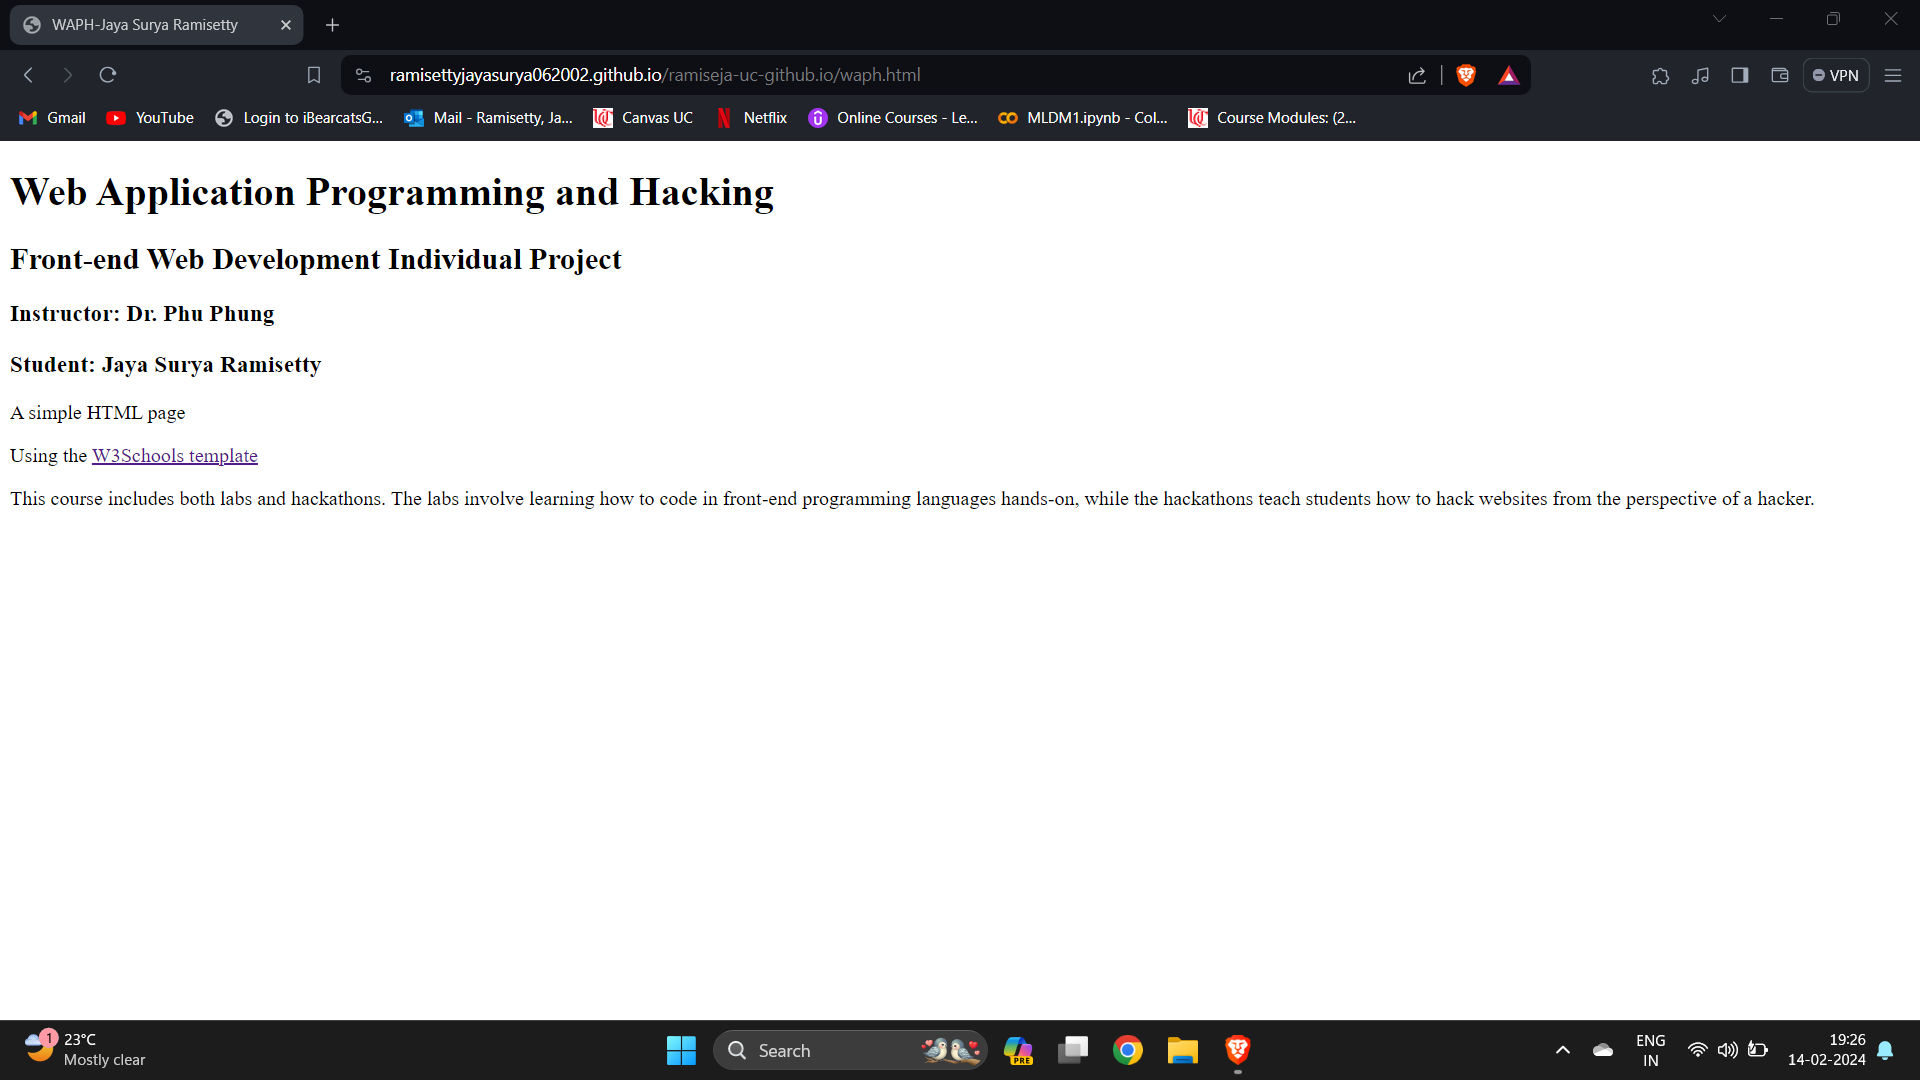 WAPH-Jaya Surya Ramisetty
ramisettyjayasurya062002.github.io/ramiseja-uc-github.io/waph.html
VPN
Gmail YouTube Login to iBearcatsG... Mail - Ramisetty, Ja... Canvas UC Netflix Online Courses - Le... MLDM1.ipynb - Col... Course Modules: (2...
Web Application Programming and Hacking
Front-end Web Development Individual Project
Instructor: Dr. Phu Phung
Student: Jaya Surya Ramisetty
A simple HTML page
Using the W3Schools template
This course includes both labs and hackathons. The labs involve learning how to code in front-end programming languages hands-on, while the hackathons teach students how to hack websites from the perspective of a hacker.
1
23°C
Mostly clear
Search
PRE
ENG
IN
19:26
14-02-2024